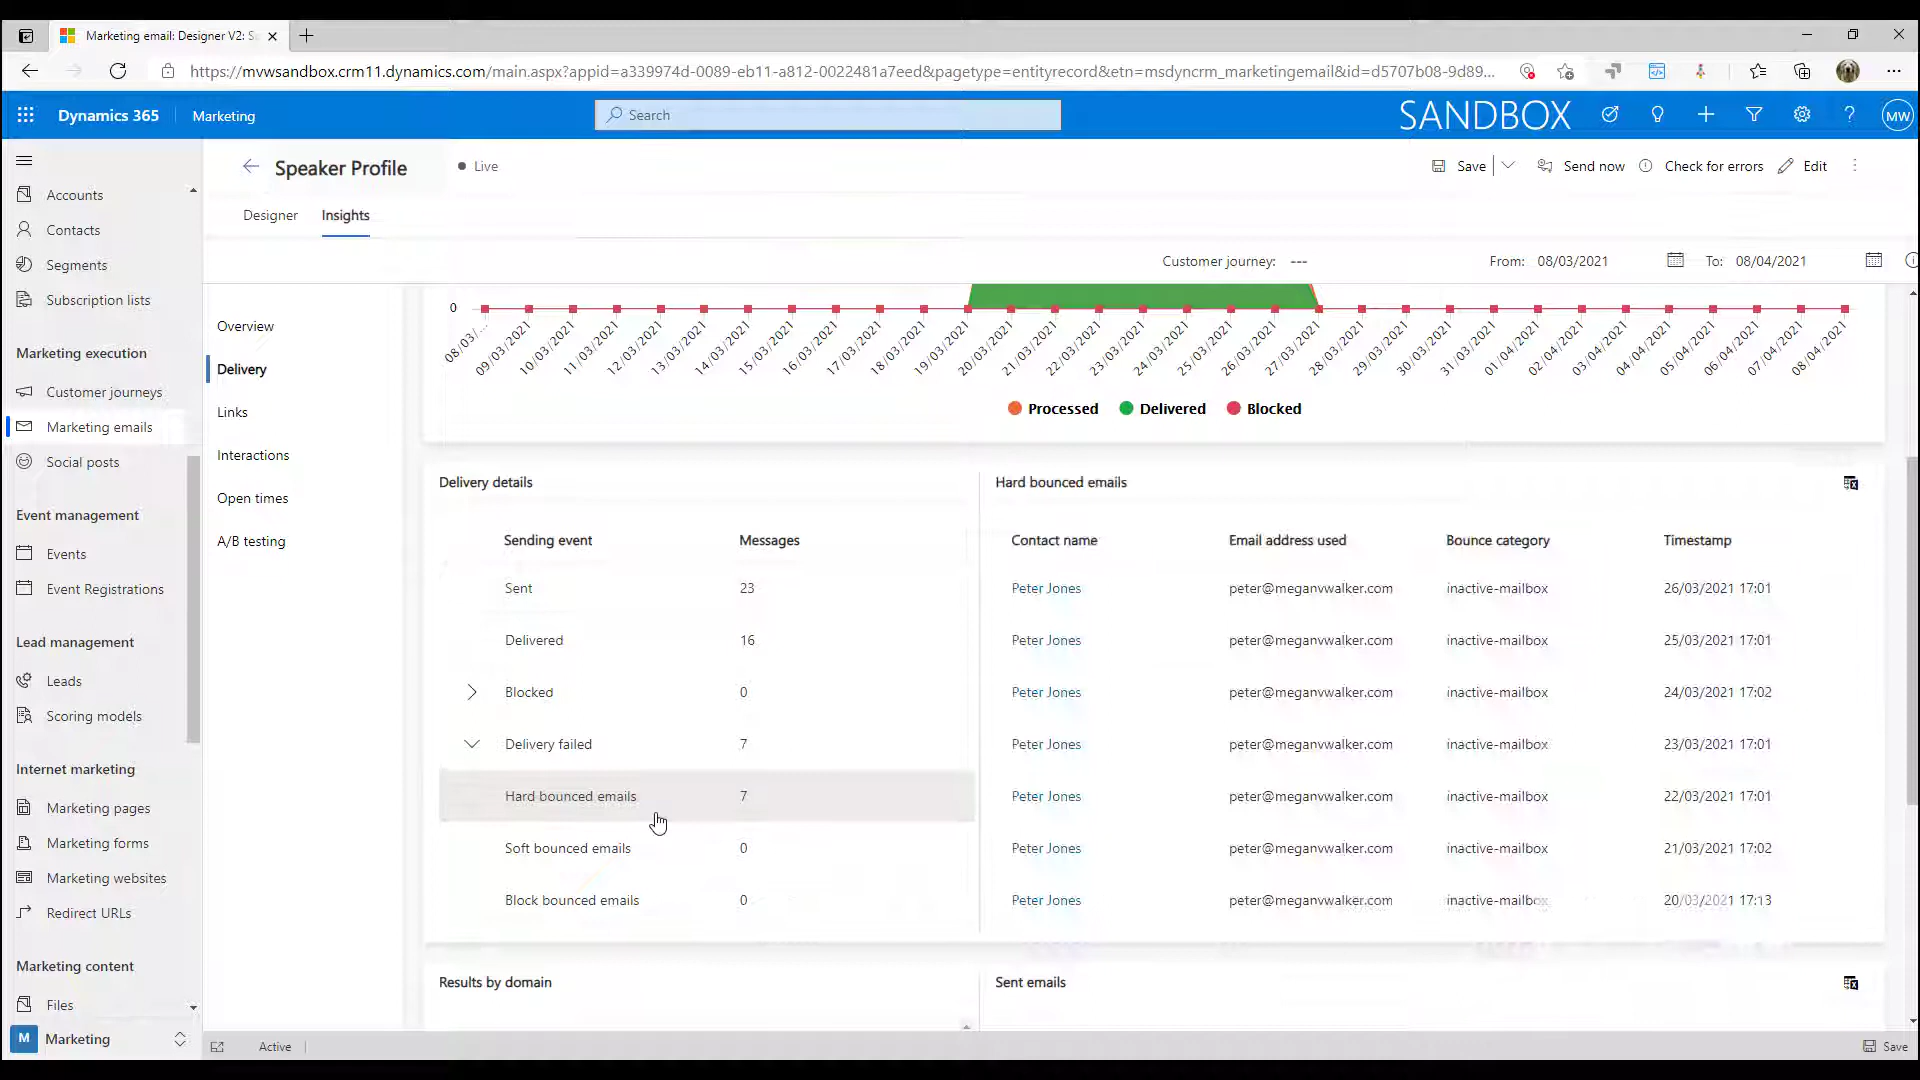 Marketing email: Designer V2: S
https://mvwsandbox.crm11.dynamics.com/main.aspx?appid=a339974d-0089-eb11-a812-0022481a7eed&pagetype=entityrecord&etn=msdyncrm_marketingemail&id=d5707b08-9d89...
Dynamics 365
Marketing
Search
SANDBOX
MW
Speaker Profile
Live
Save
Send now
Check for errors
Edit
Designer
Insights
Customer journey: ---
From: 08/03/2021
To: 08/04/2021
Accounts
Contacts
Segments
Subscription lists
Marketing execution
Customer journeys
Marketing emails
Social posts
Event management
Events
Event Registrations
Lead management
Leads
Scoring models
Internet marketing
Marketing pages
Marketing forms
Marketing websites
Redirect URLs
Marketing content
Files
M Marketing
Overview
Delivery
Links
Interactions
Open times
A/B testing
0
08/03/...
09/03/2021
10/03/2021
11/03/2021
12/03/2021
13/03/2021
14/03/2021
15/03/2021
16/03/2021
17/03/2021
18/03/2021
19/03/2021
20/03/2021
21/03/2021
22/03/2021
23/03/2021
24/03/2021
25/03/2021
26/03/2021
27/03/2021
28/03/2021
29/03/2021
30/03/2021
31/03/2021
01/04/2021
02/04/2021
03/04/2021
04/04/2021
05/04/2021
06/04/2021
07/04/2021
08/04/2021
Processed Delivered Blocked
Delivery details
Sending event Messages
Sent 23
Delivered 16
Blocked 0
Delivery failed 7
Hard bounced emails 7
Soft bounced emails 0
Block bounced emails 0
Hard bounced emails
Contact name Email address used Bounce category Timestamp
Peter Jones peter@meganvwalker.com inactive-mailbox 26/03/2021 17:01
Peter Jones peter@meganvwalker.com inactive-mailbox 25/03/2021 17:01
Peter Jones peter@meganvwalker.com inactive-mailbox 24/03/2021 17:02
Peter Jones peter@meganvwalker.com inactive-mailbox 23/03/2021 17:01
Peter Jones peter@meganvwalker.com inactive-mailbox 22/03/2021 17:01
Peter Jones peter@meganvwalker.com inactive-mailbox 21/03/2021 17:02
Peter Jones peter@meganvwalker.com inactive-mailbox 20/03/2021 17:13
Results by domain
Sent emails
Active
Save